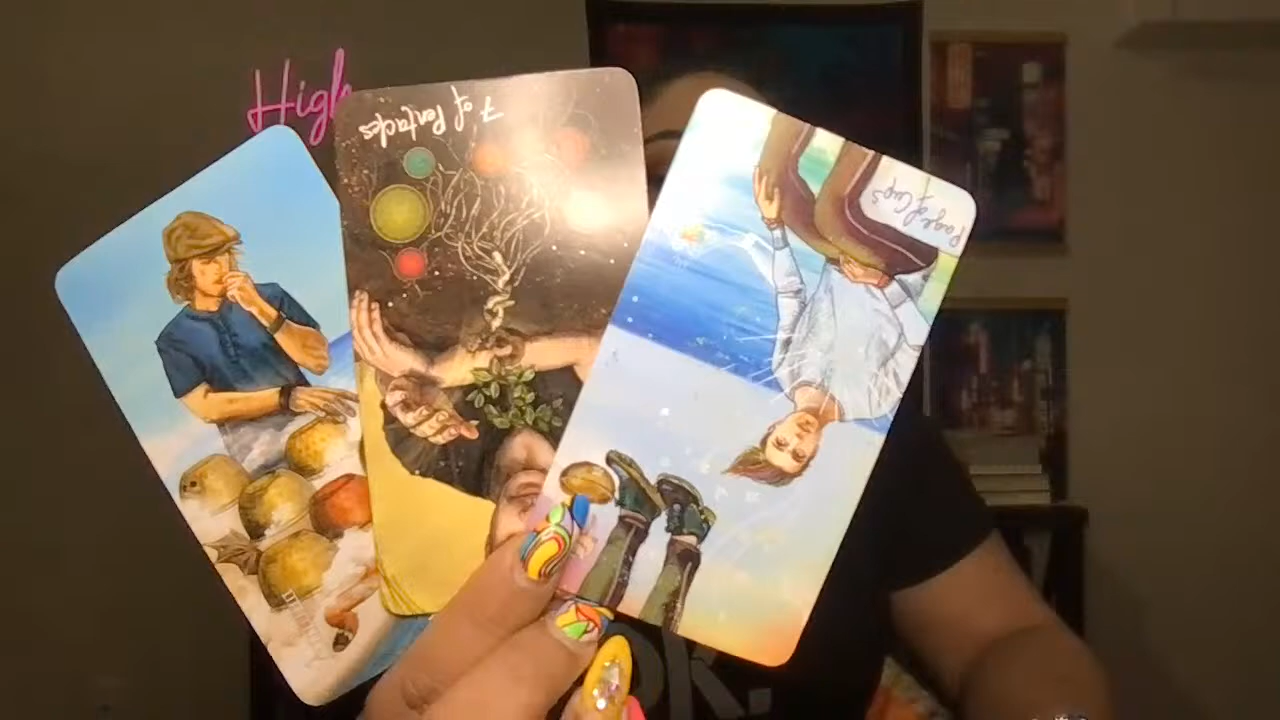 High
7 of Pentacles
Page of Cups